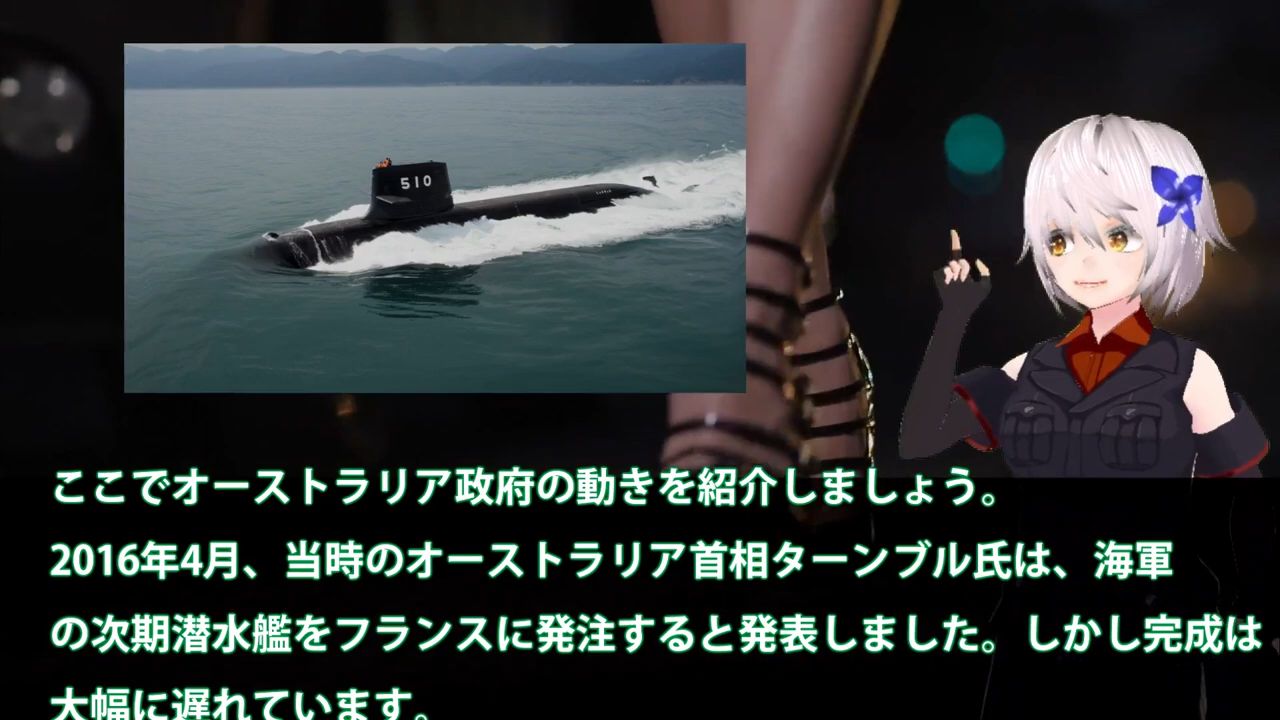 510
ここでオーストラリア政府の動きを紹介しましょう。
2016年4月、当時のオーストラリア首相ターンブル氏は、海軍
の次期潜水艦をフランスに発注すると発表しました。しかし完成は
大幅に遅れています。